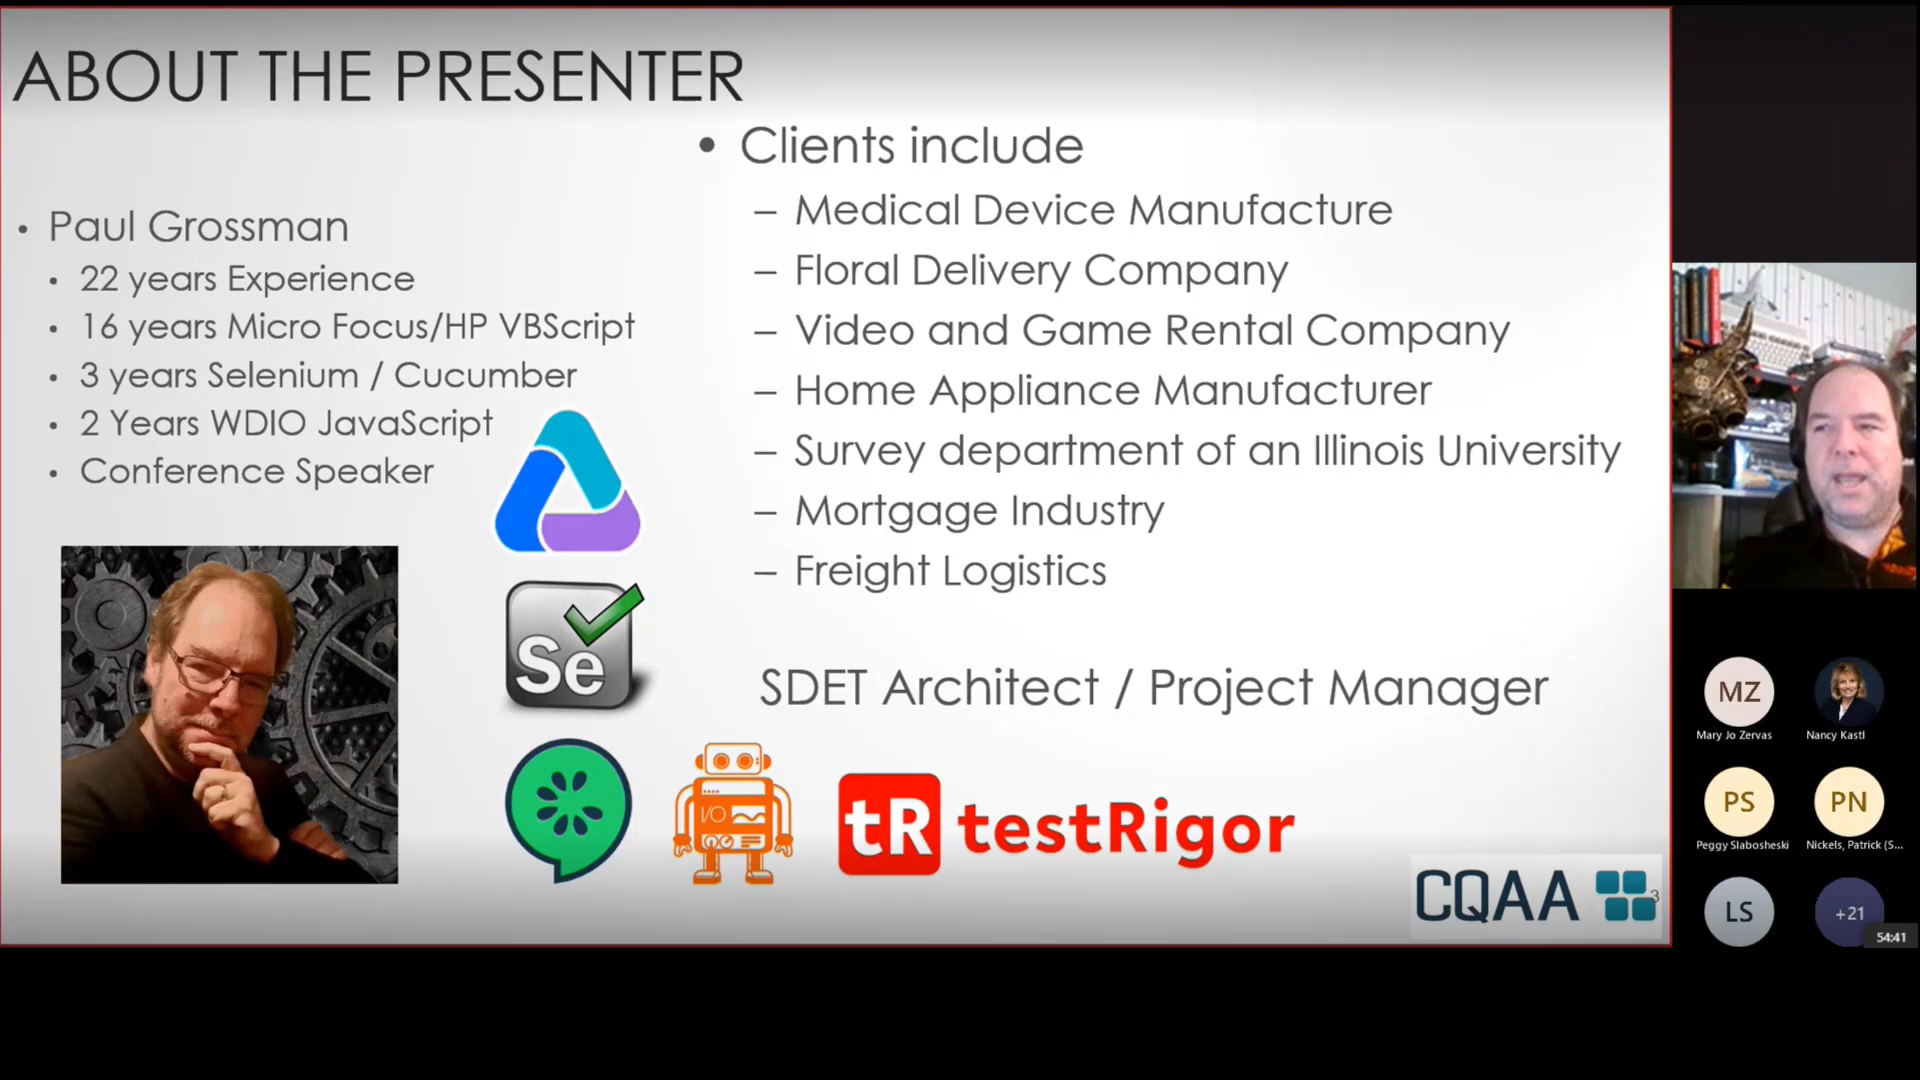 ABOUT THE PRESENTER
• Paul Grossman
• 22 years Experience
• 16 years Micro Focus/HP VBScript
• 3 years Selenium / Cucumber
• 2 Years WDIO JavaScript
• Conference Speaker
• Clients include
– Medical Device Manufacture
– Floral Delivery Company
– Video and Game Rental Company
– Home Appliance Manufacturer
– Survey department of an Illinois University
– Mortgage Industry
– Freight Logistics
SDET Architect / Project Manager
Se
I/O
tR testRigor
CQAA
3
MZ
Mary Jo Zervas
Nancy Kastl
PS
Peggy Slabosheski
PN
Nickels, Patrick (S...
LS
+21
54:41